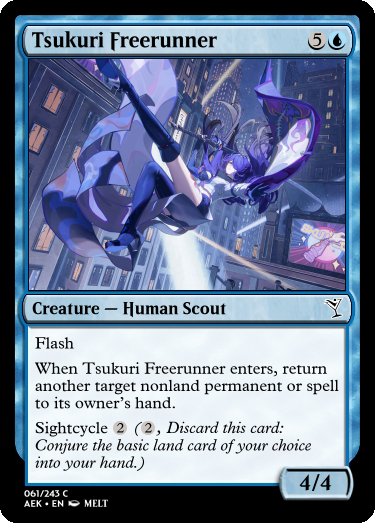 Tsukuri Freerunner 5
Creature — Human Scout
Flash
When Tsukuri Freerunner enters, return
another target nonland permanent or spell
to its owner's hand.
Sightcycle 2 (2, Discard this card:
Conjure the basic land card of your choice
into your hand.)
4/4
061/243 C
AEK • EN MELT